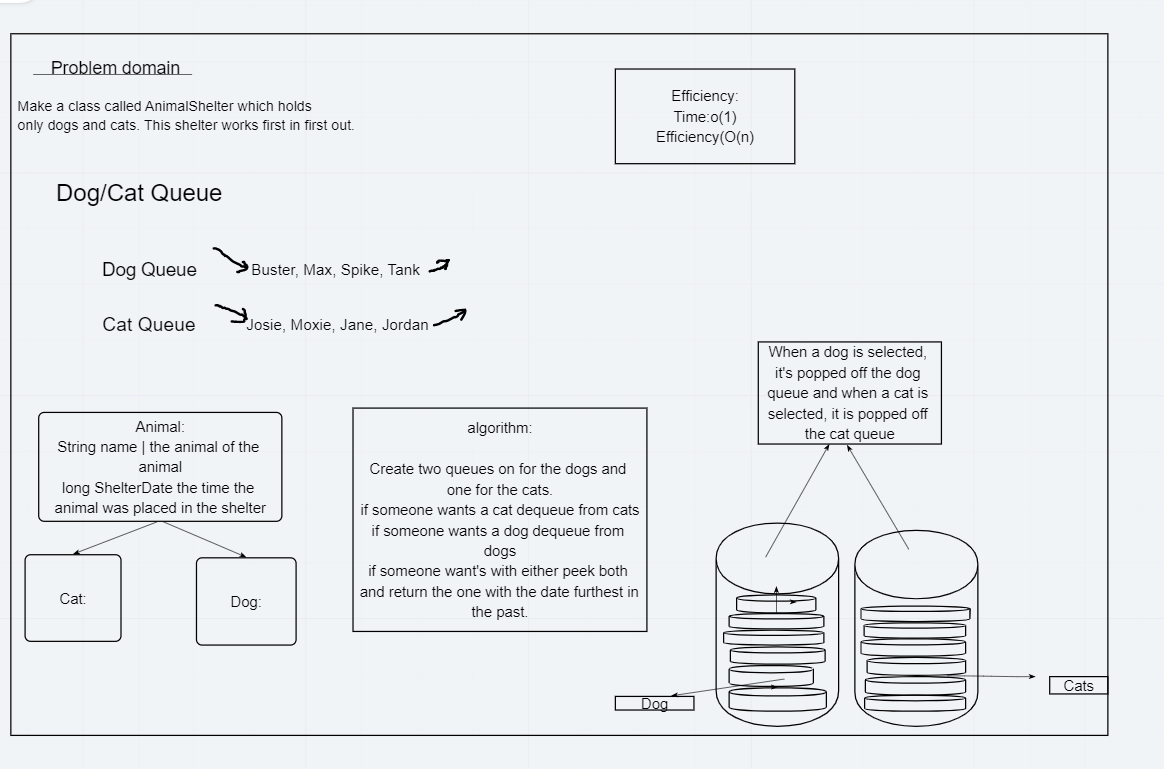 Problem domain
Make a class called AnimalShelter which holds
only dogs and cats. This shelter works first in first out.
Efficiency:
Time:o(1)
Efficiency(O(n)
Dog/Cat Queue
Dog Queue
Buster, Max, Spike, Tank
Cat Queue
Josie, Moxie, Jane, Jordan
When a dog is selected,
it's popped off the dog
queue and when a cat is
selected, it is popped off
the cat queue
Animal:
String name | the animal of the
animal
long ShelterDate the time the
animal was placed in the shelter
Cat:
Dog:
algorithm:
Create two queues on for the dogs and
one for the cats.
if someone wants a cat dequeue from cats
if someone wants a dog dequeue from
dogs
if someone want's with either peek both
and return the one with the date furthest in
the past.
Dog
Cats